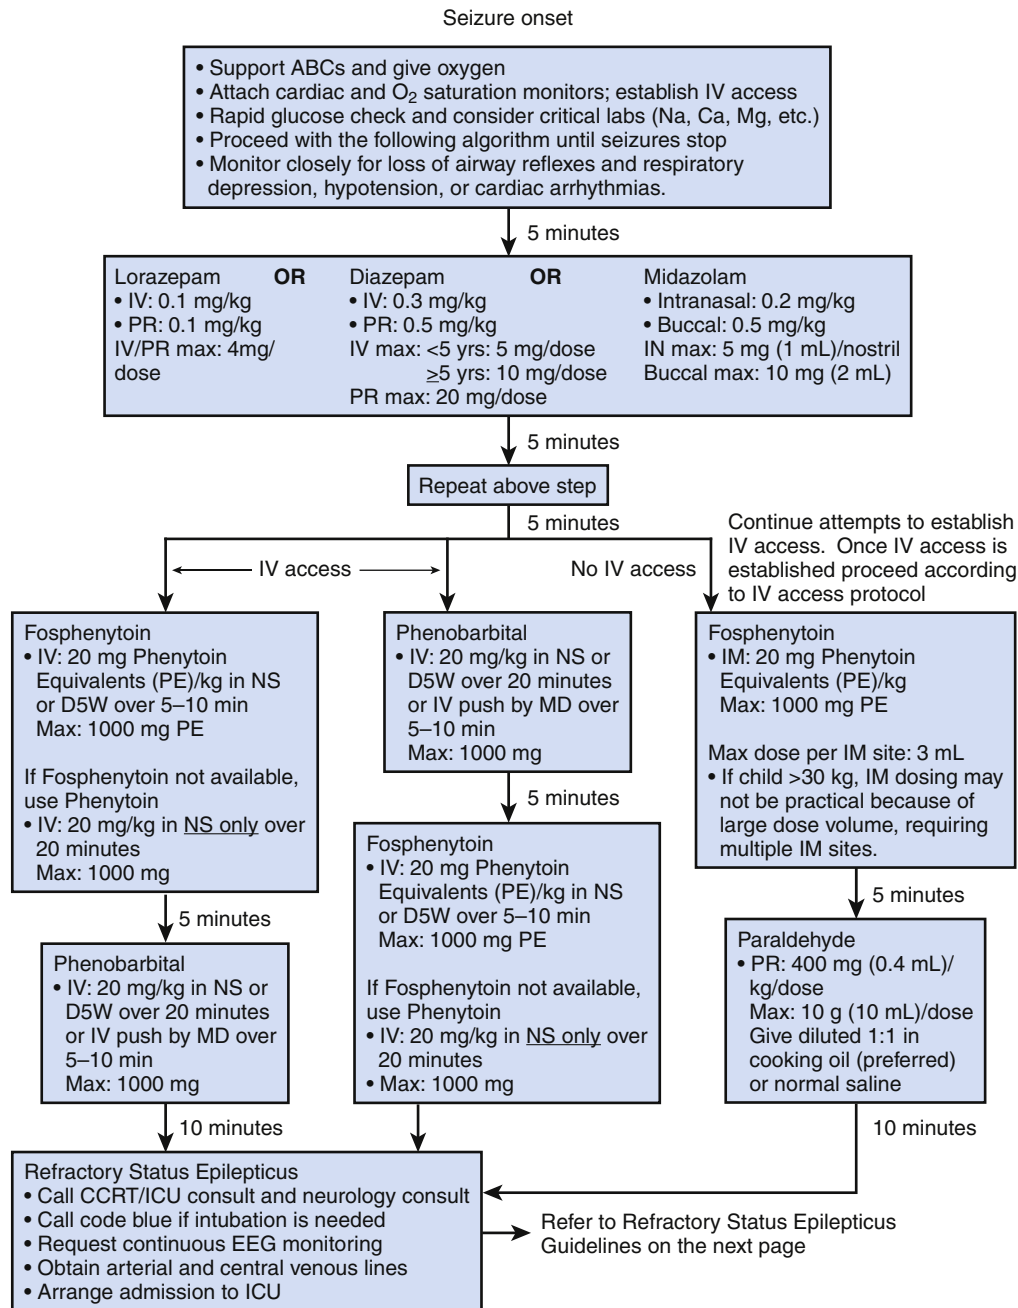 Seizure onset
• Support ABCs and give oxygen
• Attach cardiac and O2 saturation monitors; establish IV access
• Rapid glucose check and consider critical labs (Na, Ca, Mg, etc.)
• Proceed with the following algorithm until seizures stop
• Monitor closely for loss of airway reflexes and respiratory
depression, hypotension, or cardiac arrhythmias.
5 minutes
Lorazepam
• IV: 0.1 mg/kg
• PR: 0.1 mg/kg
IV/PR max: 4mg/
dose
OR
Diazepam
• IV: 0.3 mg/kg
• PR: 0.5 mg/kg
IV max: <5 yrs: 5 mg/dose
≥5 yrs: 10 mg/dose
PR max: 20 mg/dose
OR
Midazolam
• Intranasal: 0.2 mg/kg
• Buccal: 0.5 mg/kg
IN max: 5 mg (1 mL)/nostril
Buccal max: 10 mg (2 mL)
5 minutes
Repeat above step
5 minutes
IV access
No IV access
Continue attempts to establish
IV access. Once IV access is
established proceed according
to IV access protocol
Fosphenytoin
• IV: 20 mg Phenytoin
Equivalents (PE)/kg in NS
or D5W over 5–10 min
Max: 1000 mg PE
If Fosphenytoin not available,
use Phenytoin
• IV: 20 mg/kg in NS only over
20 minutes
Max: 1000 mg
5 minutes
Phenobarbital
• IV: 20 mg/kg in NS or
D5W over 20 minutes
or IV push by MD over
5–10 min
Max: 1000 mg
10 minutes
Phenobarbital
• IV: 20 mg/kg in NS or
D5W over 20 minutes
or IV push by MD over
5–10 min
Max: 1000 mg
5 minutes
Fosphenytoin
• IV: 20 mg Phenytoin
Equivalents (PE)/kg in NS
or D5W over 5–10 min
Max: 1000 mg PE
If Fosphenytoin not available,
use Phenytoin
• IV: 20 mg/kg in NS only over
20 minutes
• Max: 1000 mg
Fosphenytoin
• IM: 20 mg Phenytoin
Equivalents (PE)/kg
Max: 1000 mg PE
Max dose per IM site: 3 mL
• If child >30 kg, IM dosing may
not be practical because of
large dose volume, requiring
multiple IM sites.
5 minutes
Paraldehyde
• PR: 400 mg (0.4 mL)/
kg/dose
Max: 10 g (10 mL)/dose
Give diluted 1:1 in
cooking oil (preferred)
or normal saline
10 minutes
Refractory Status Epilepticus
• Call CCRT/ICU consult and neurology consult
• Call code blue if intubation is needed
• Request continuous EEG monitoring
• Obtain arterial and central venous lines
• Arrange admission to ICU
Refer to Refractory Status Epilepticus
Guidelines on the next page